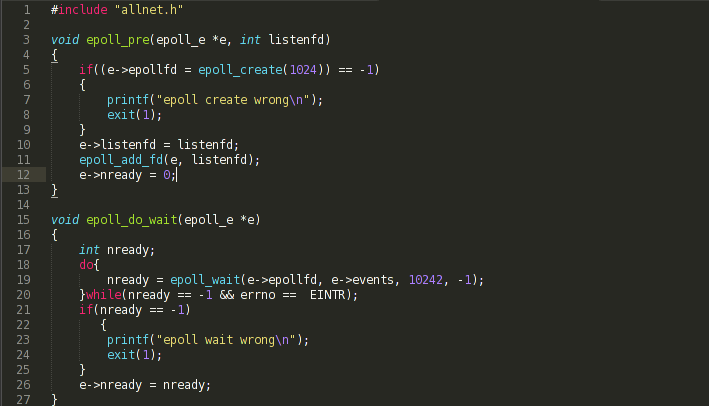 1 #include "allnet.h"
2
3 void epoll_pre(epoll_e *e, int listenfd)
4 {
5     if((e->epollfd = epoll_create(1024)) == -1)
6     {
7         printf("epoll create wrong\n");
8         exit(1);
9     }
10     e->listenfd = listenfd;
11     epoll_add_fd(e, listenfd);
12     e->nready = 0;
13 }
14
15 void epoll_do_wait(epoll_e *e)
16 {
17     int nready;
18     do{
19         nready = epoll_wait(e->epollfd, e->events, 10242, -1);
20     }while(nready == -1 && errno ==  EINTR);
21     if(nready == -1)
22        {
23         printf("epoll wait wrong\n");
24         exit(1);
25     }
26     e->nready = nready;
27 }